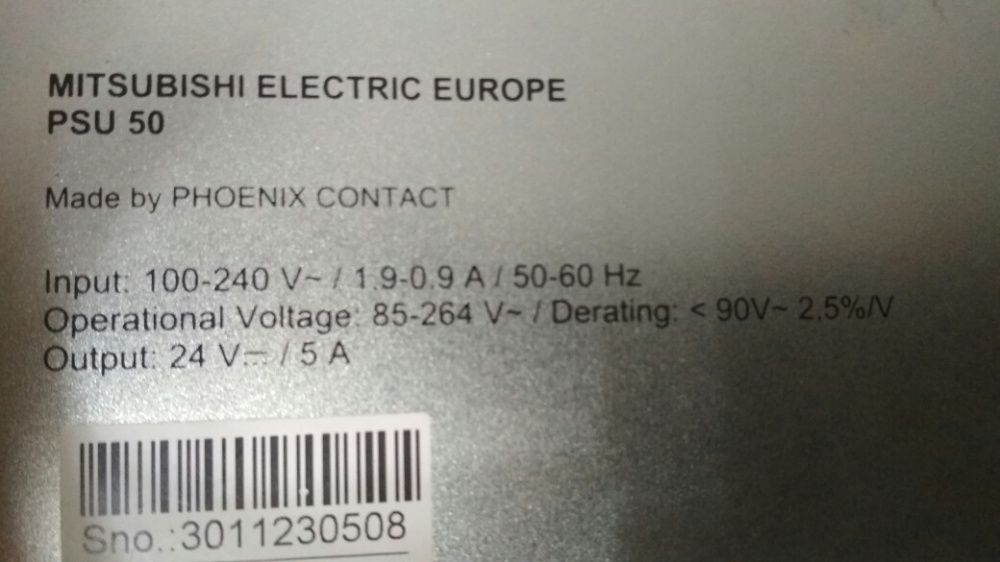 MITSUBISHI ELECTRIC EUROPE
PSU 50
Made by PHOENIX CONTACT
Input: 100-240 V~ / 1.9-0.9 A / 50-60 Hz
Operational Voltage: 85-264 V~ / Derating: < 90V~ 2,5%/V
Output: 24 V⎓ / 5 A
Sno.:3011230508